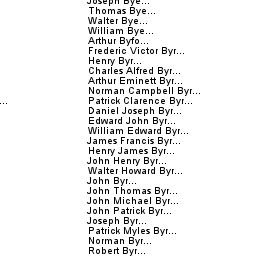 Joseph Bye...
Thomas Bye...
Walter Bye...
William Bye...
Arthur Byfo...
Frederic Victor Byr...
Henry Byr...
Charles Alfred Byr...
Arthur Eminett Byr...
Norman Campbell Byr...
... Patrick Clarence Byr...
Daniel Joseph Byr...
Edward John Byr...
William Edward Byr...
James Francis Byr...
Henry James Byr...
John Henry Byr...
Walter Howard Byr...
John Byr...
John Thomas Byr...
John Michael Byr...
John Patrick Byr...
Joseph Byr...
Patrick Myles Byr...
Norman Byr...
Robert Byr...